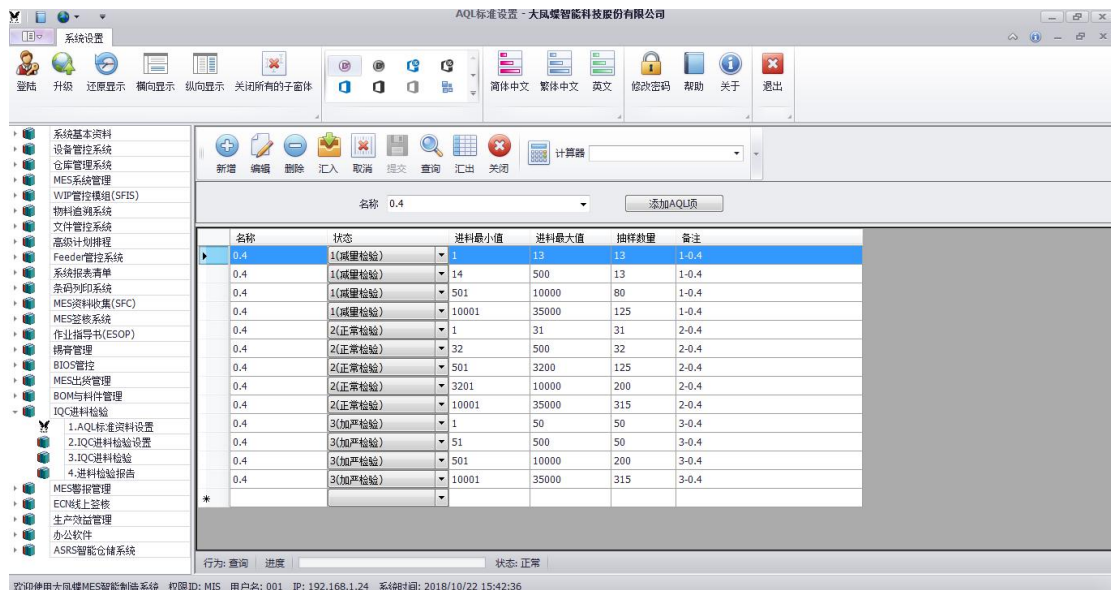 AQL标准设置 - 大凤蝶智能科技股份有限公司
系统设置
登陆 升级 还原显示 横向显示 纵向显示 关闭所有的子窗体 简体中文 繁体中文 英文 修改密码 帮助 关于 退出
系统基本资料
设备管控系统
仓库管理系统
MES系统管理
WIP管控模组(SFIS)
物料追溯系统
文件管控系统
高级计划排程
Feeder管控系统
系统报表清单
条码列印系统
MES资料收集(SFC)
MES签核系统
作业指导书(ESOP)
锡膏管理
BIOS管控
MES出货管理
BOM与料件管理
IQC进料检验
1.AQL标准资料设置
2.IQC进料检验设置
3.IQC进料检验
4.进料检验报告
MES警报管理
ECN线上签核
生产效益管理
办公软件
ASRS智能仓储系统
新增 编辑 删除 汇入 取消 提交 查询 汇出 关闭 计算器
名称 0.4 添加AQL项
名称 状态 进料最小值 进料最大值 抽样数量 备注
0.4 1(减量检验) 1 13 13 1-0.4
0.4 1(减量检验) 14 500 13 1-0.4
0.4 1(减量检验) 501 10000 80 1-0.4
0.4 1(减量检验) 10001 35000 125 1-0.4
0.4 2(正常检验) 1 31 31 2-0.4
0.4 2(正常检验) 32 500 32 2-0.4
0.4 2(正常检验) 501 3200 125 2-0.4
0.4 2(正常检验) 3201 10000 200 2-0.4
0.4 2(正常检验) 10001 35000 315 2-0.4
0.4 3(加严检验) 1 50 50 3-0.4
0.4 3(加严检验) 51 500 50 3-0.4
0.4 3(加严检验) 501 10000 200 3-0.4
0.4 3(加严检验) 10001 35000 315 3-0.4
行为: 查询 进度 状态: 正常
欢迎使用大凤蝶MES智能制造系统 权限ID: MIS 用户名: 001 IP: 192.168.1.24 系统时间: 2018/10/22 15:42:36